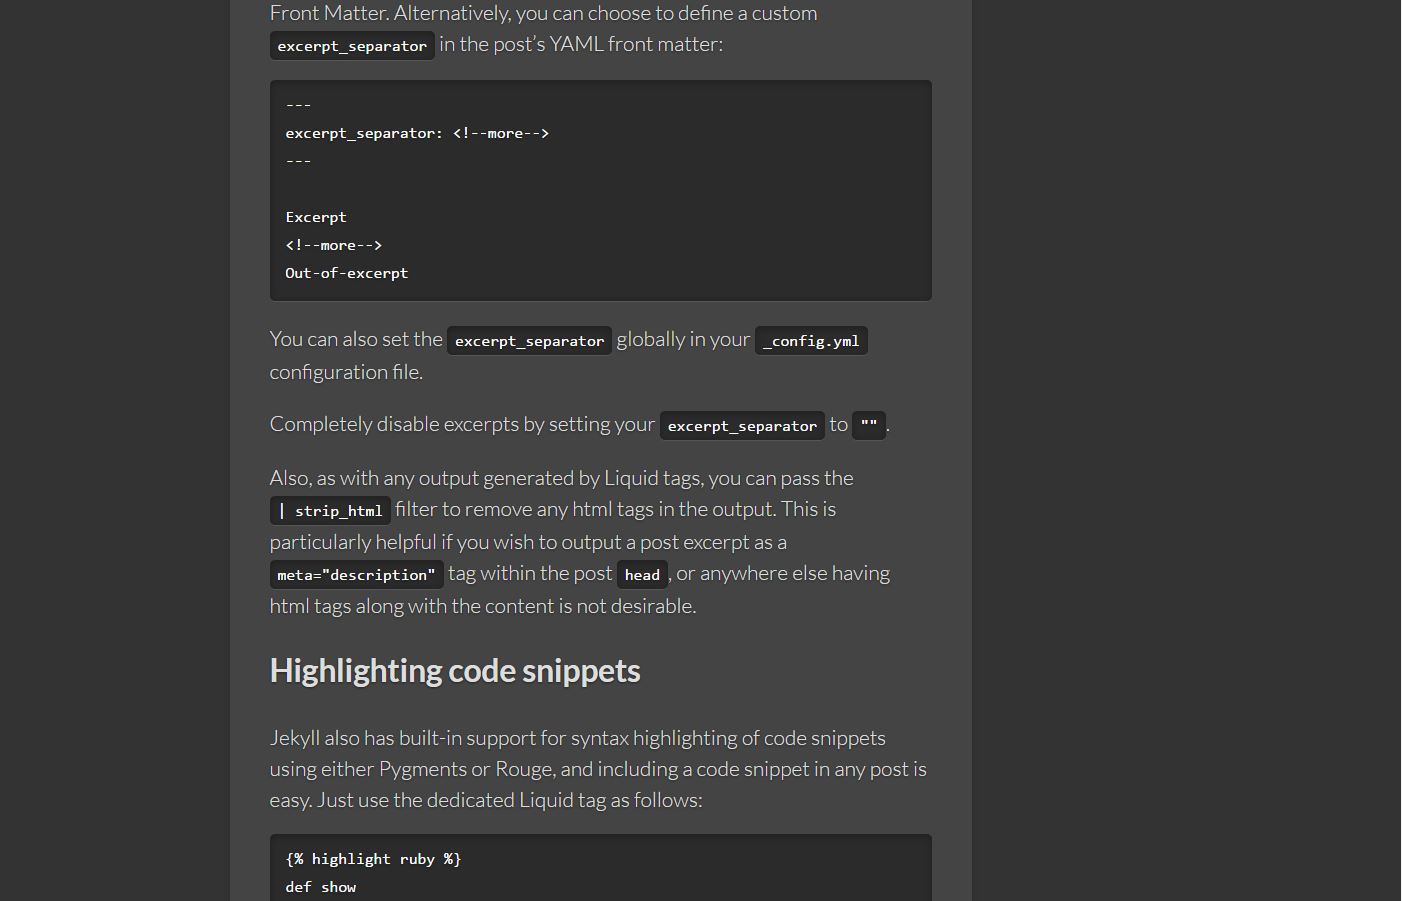 Front Matter. Alternatively, you can choose to define a custom
excerpt_separator in the post’s YAML front matter:
---
excerpt_separator: <!--more-->
---
Excerpt
<!--more-->
Out-of-excerpt
You can also set the excerpt_separator globally in your _config.yml
configuration file.
Completely disable excerpts by setting your excerpt_separator to "".
Also, as with any output generated by Liquid tags, you can pass the
| strip_html filter to remove any html tags in the output. This is
particularly helpful if you wish to output a post excerpt as a
meta="description" tag within the post head, or anywhere else having
html tags along with the content is not desirable.
Highlighting code snippets
Jekyll also has built-in support for syntax highlighting of code snippets
using either Pygments or Rouge, and including a code snippet in any post is
easy. Just use the dedicated Liquid tag as follows:
{% highlight ruby %}
def show